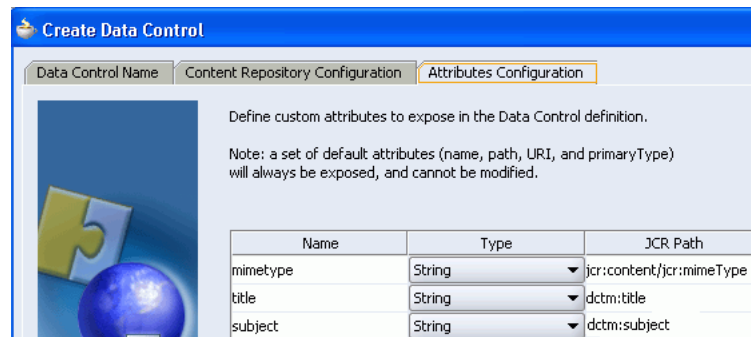 Create Data Control
Data Control Name Content Repository Configuration Attributes Configuration
Define custom attributes to expose in the Data Control definition.
Note: a set of default attributes (name, path, URI, and primaryType)
will always be exposed, and cannot be modified.
Name Type JCR Path
mimetype String jcr:content/jcr:mimeType
title String dctm:title
subject String dctm:subject